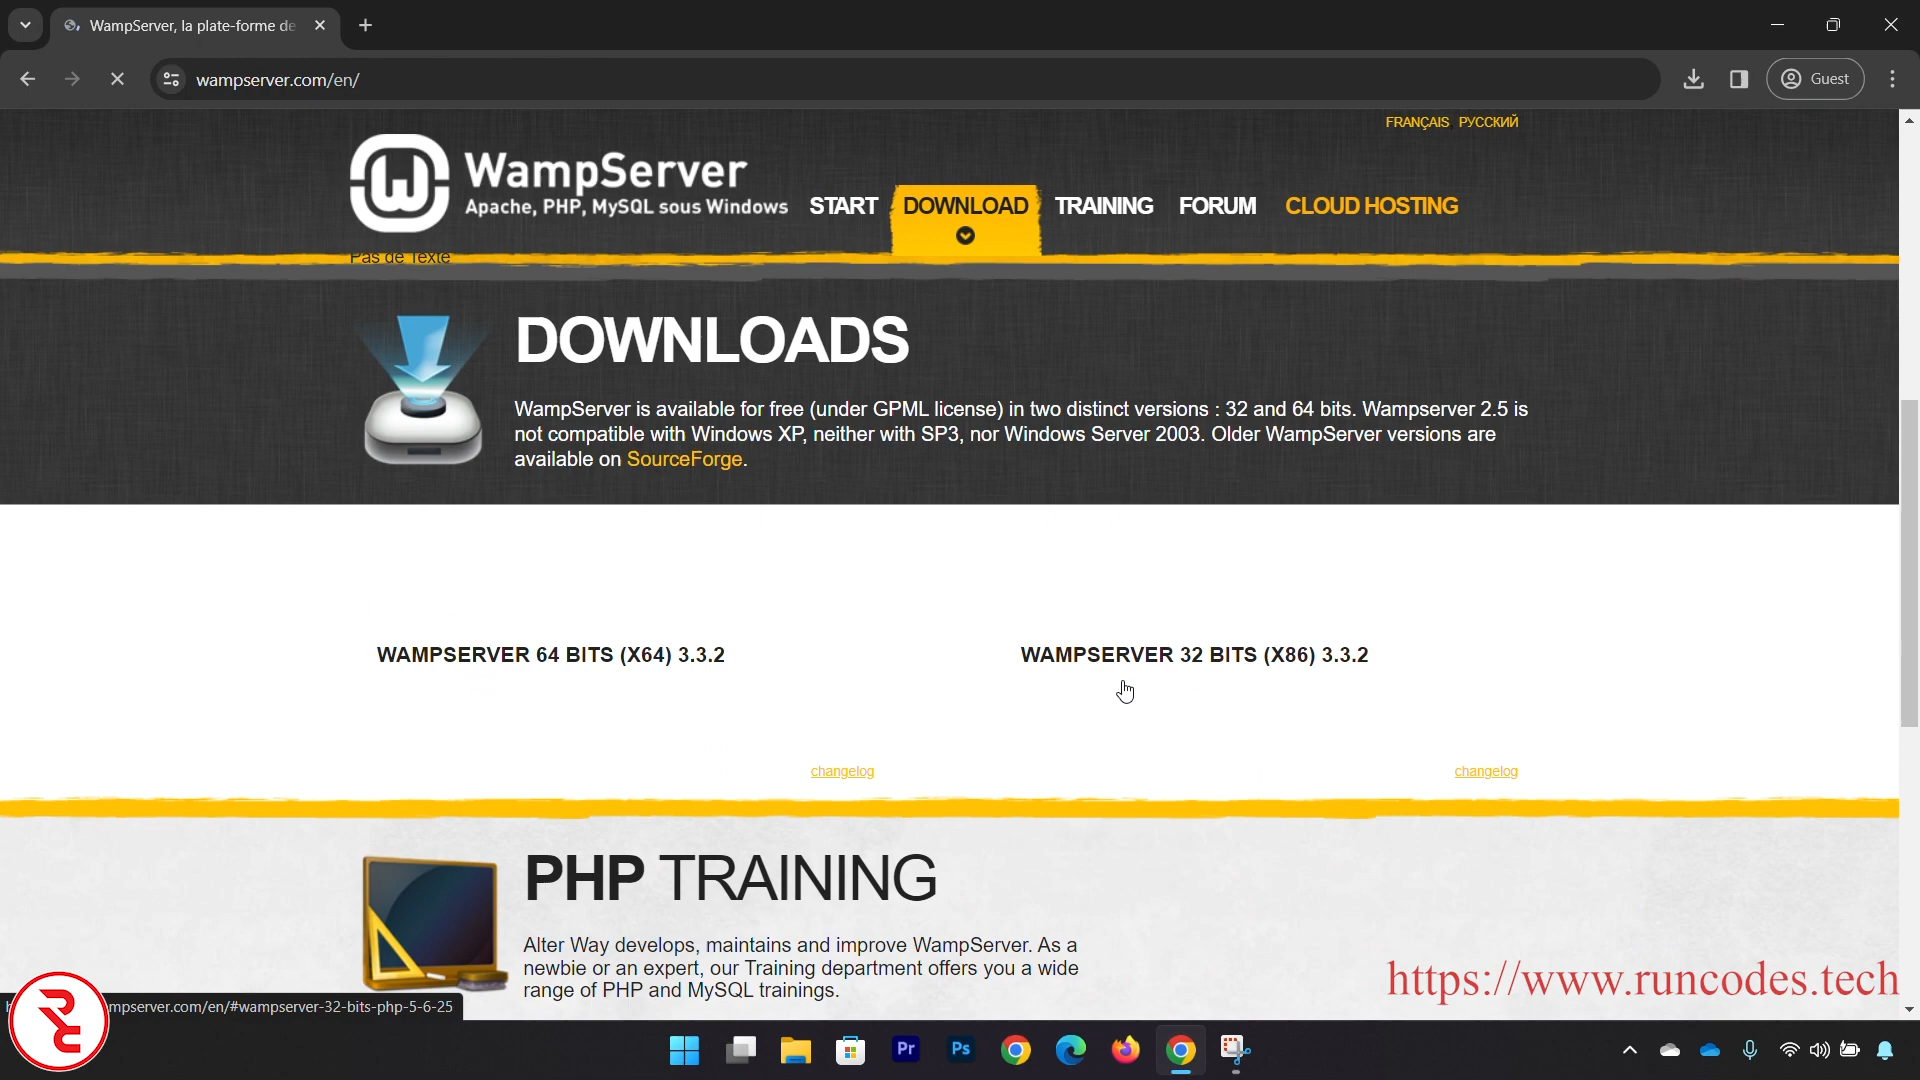 WampServer, la plate-forme de
wampserver.com/en/
Guest
FRANÇAIS РУССКИЙ
WampServer
Apache, PHP, MySQL sous Windows
START DOWNLOAD TRAINING FORUM CLOUD HOSTING
Pas de Texte
DOWNLOADS
WampServer is available for free (under GPML license) in two distinct versions : 32 and 64 bits. Wampserver 2.5 is
not compatible with Windows XP, neither with SP3, nor Windows Server 2003. Older WampServer versions are
available on SourceForge.
WAMPSERVER 64 BITS (X64) 3.3.2
WAMPSERVER 32 BITS (X86) 3.3.2
changelog
changelog
PHP TRAINING
Alter Way develops, maintains and improve WampServer. As a
newbie or an expert, our Training department offers you a wide
range of PHP and MySQL trainings.
https://www.runcodes.tech
mpserver.com/en/#wampserver-32-bits-php-5-6-25
Pr
Ps